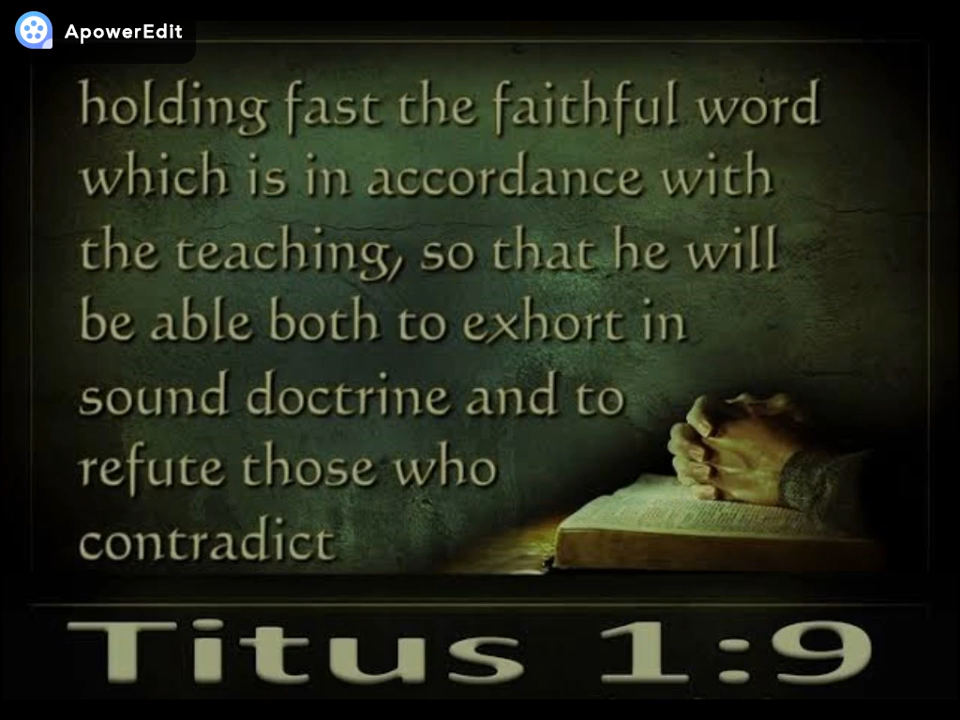 ApowerEdit
holding fast the faithful word
which is in accordance with
the teaching, so that he will
be able both to exhort in
sound doctrine and to
refute those who
contradict
Titus 1:9